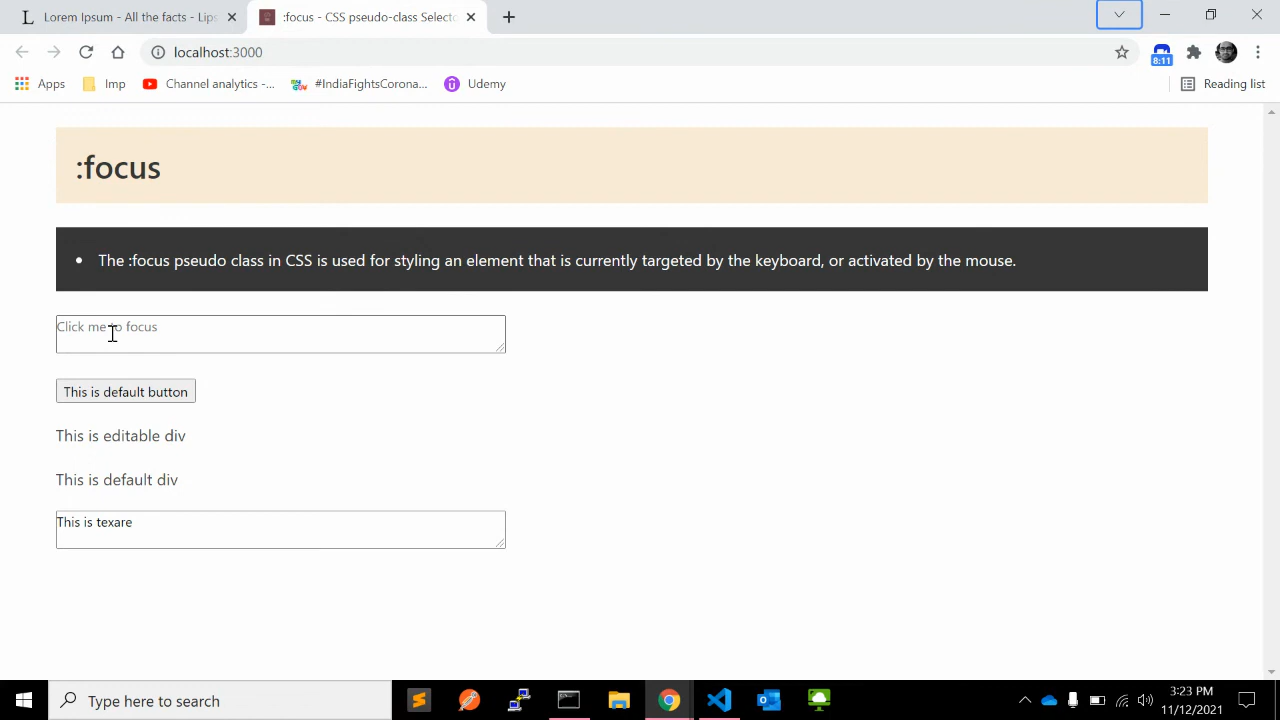 Lorem Ipsum - All the facts - Lips
:focus - CSS pseudo-class Selecto
localhost:3000
8:11
Apps
Imp
Channel analytics -...
#IndiaFightsCorona...
Udemy
Reading list
:focus
The :focus pseudo class in CSS is used for styling an element that is currently targeted by the keyboard, or activated by the mouse.
Click me to focus
This is default button
This is editable div
This is default div
This is texare
Type here to search
3:23 PM
11/12/2021